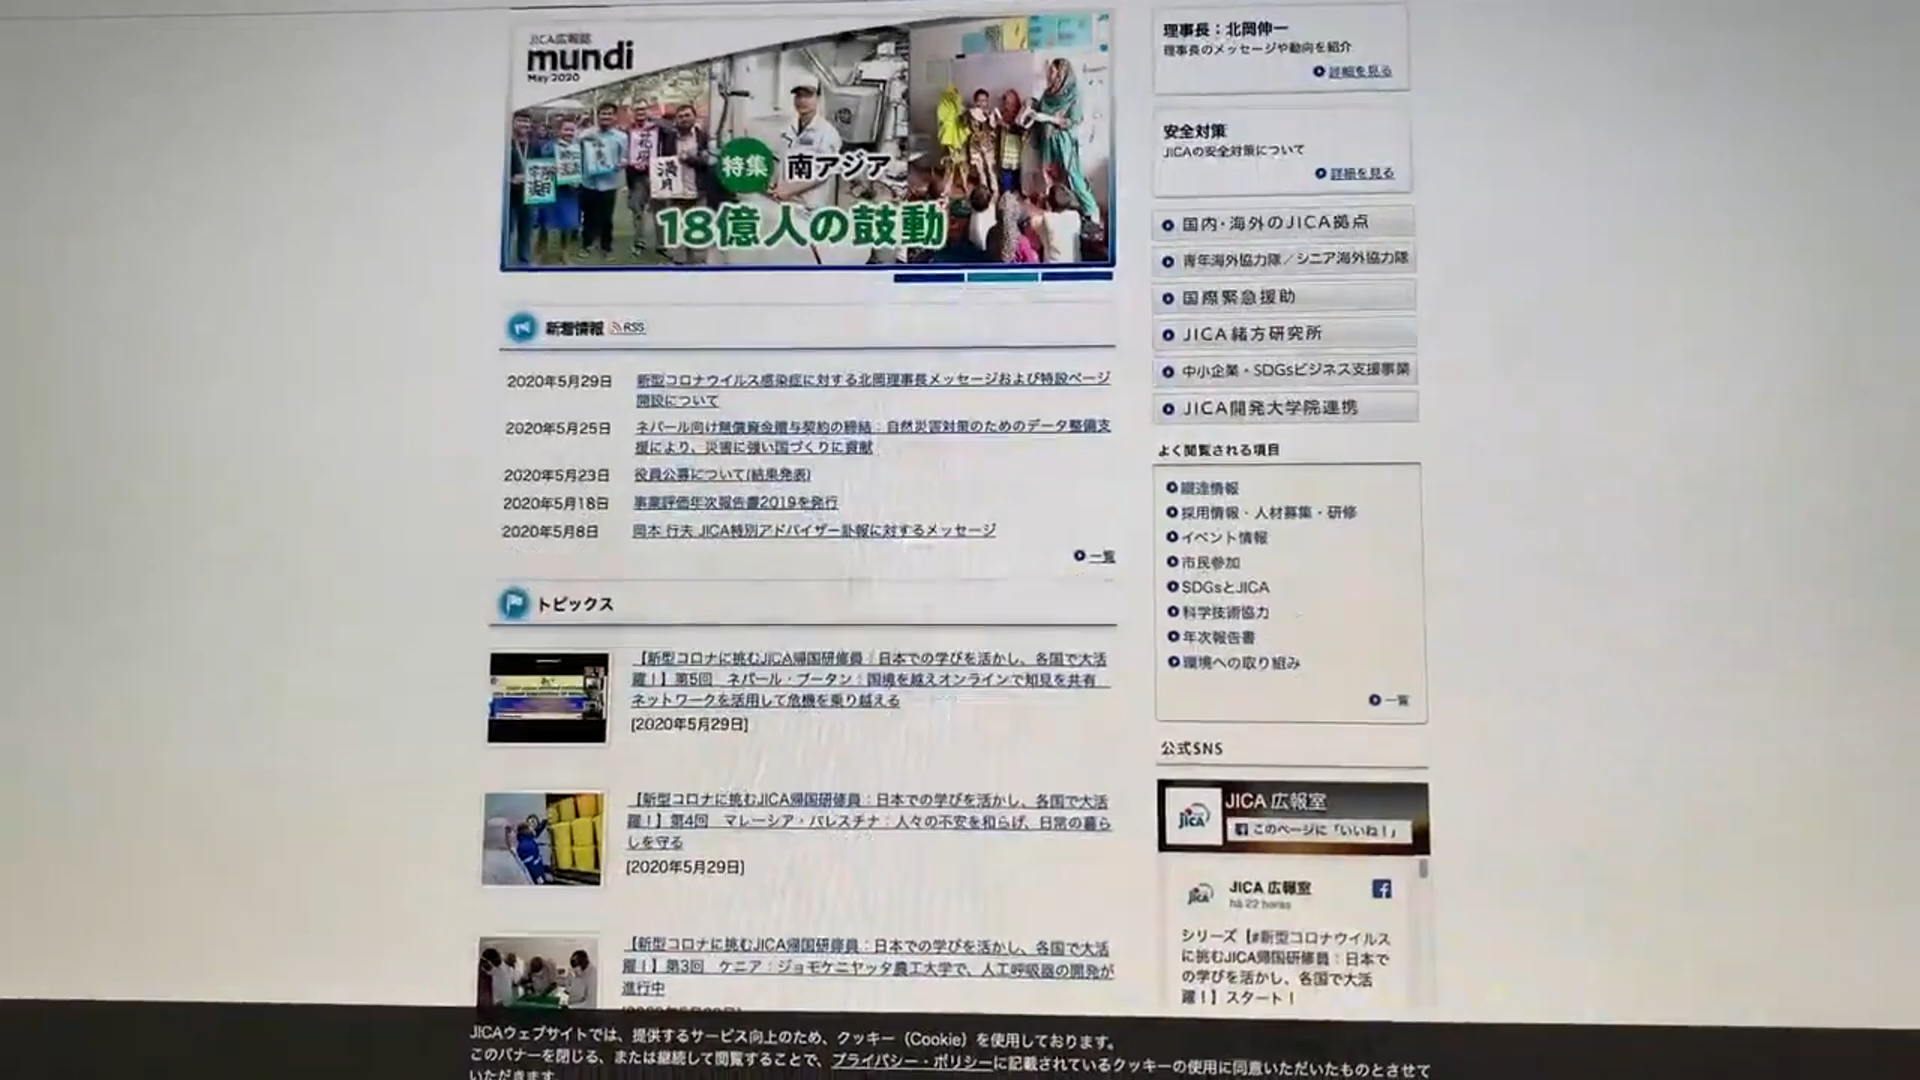 JICA広報誌
mundi
May 2020
満月
特集 南アジア
18億人の鼓動
新着情報 RSS
2020年5月29日 新型コロナウイルス感染症に対する北岡理事長メッセージおよび特設ページ
開設について
2020年5月25日 ネパール向け無償資金贈与契約の締結：自然災害対策のためのデータ整備支
援により、災害に強い国づくりに貢献
2020年5月23日 役員公募について(結果発表)
2020年5月18日 事業評価年次報告書2019を発行
2020年5月8日 岡本 行夫 JICA特別アドバイザー訃報に対するメッセージ
一覧
トピックス
【新型コロナに挑むJICA帰国研修員：日本での学びを活かし、各国で大活
躍！】第5回 ネパール・ブータン：国境を越えオンラインで知見を共有
ネットワークを活用して危機を乗り越える
[2020年5月29日]
【新型コロナに挑むJICA帰国研修員：日本での学びを活かし、各国で大活
躍！】第4回 マレーシア・パレスチナ：人々の不安を和らげ、日常の暮ら
しを守る
[2020年5月29日]
【新型コロナに挑むJICA帰国研修員：日本での学びを活かし、各国で大活
躍！】第3回 ケニア：ジョモケニヤッタ農工大学で、人工呼吸器の開発が
進行中
理事長：北岡伸一
理事長のメッセージや動向を紹介
詳細を見る
安全対策
JICAの安全対策について
詳細を見る
国内・海外のJICA拠点
青年海外協力隊／シニア海外協力隊
国際緊急援助
JICA緒方研究所
中小企業・SDGsビジネス支援事業
JICA開発大学院連携
よく閲覧される項目
調達情報
採用情報・人材募集・研修
イベント情報
市民参加
SDGsとJICA
科学技術協力
年次報告書
環境への取り組み
一覧
公式SNS
JICA
JICA 広報室
このページに「いいね！」
JICA
JICA 広報室
há 22 horas
シリーズ【#新型コロナウイルス
に挑むJICA帰国研修員：日本で
の学びを活かし、各国で大活
躍！】スタート！
JICAウェブサイトでは、提供するサービス向上のため、クッキー（Cookie）を使用しております。
このバナーを閉じる、または継続して閲覧することで、プライバシー・ポリシーに記載されているクッキーの使用に同意いただいたものとさせて
いただきます